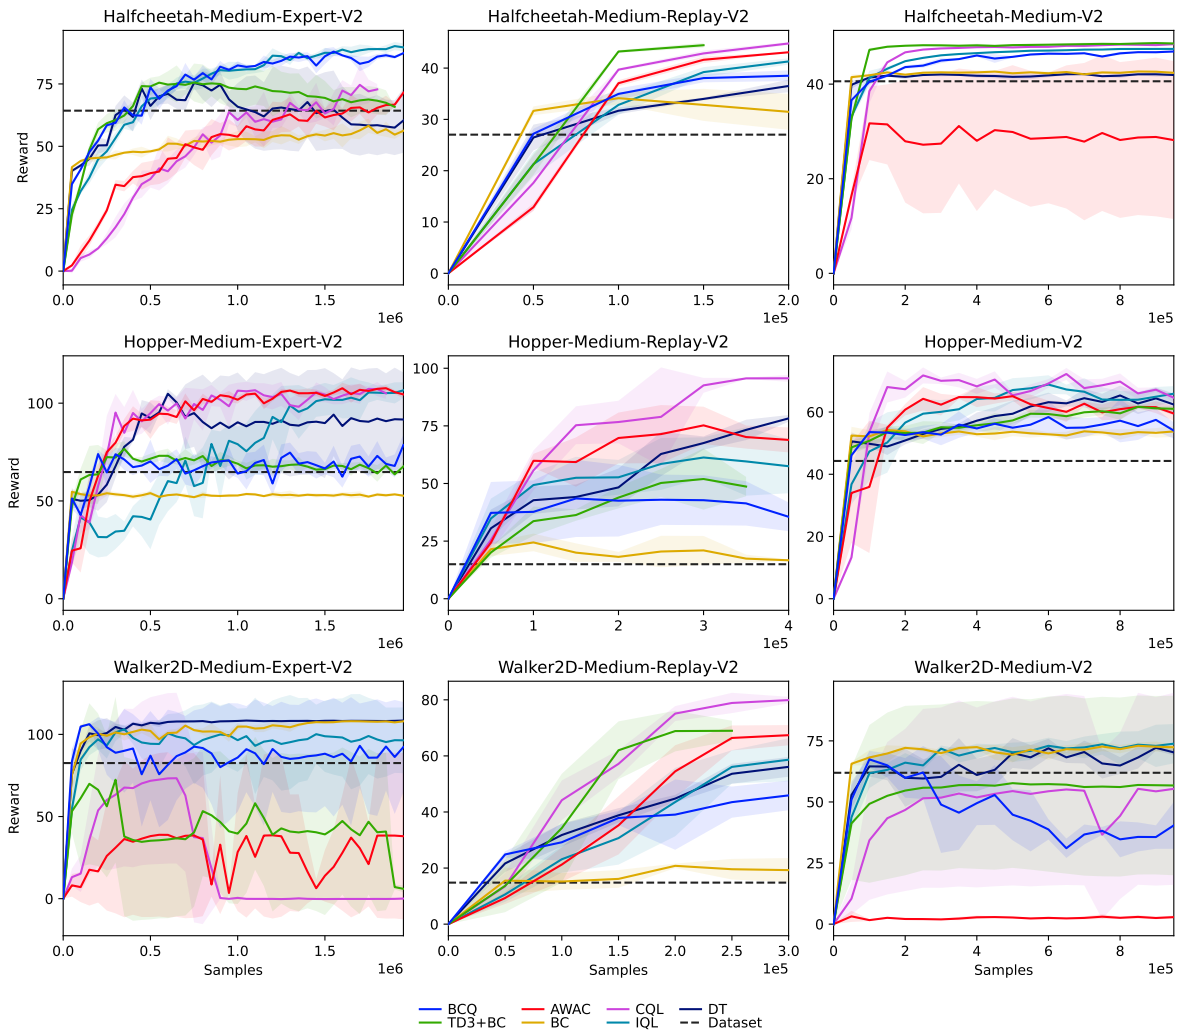 Halfcheetah-Medium-Expert-V2
Halfcheetah-Medium-Replay-V2
Halfcheetah-Medium-V2
Reward
75
50
25
0
0.0 0.5 1.0 1.5
1e6
40
30
20
10
0
0.0 0.5 1.0 1.5 2.0
1e5
40
20
0
0 2 4 6 8
1e5
Hopper-Medium-Expert-V2
Hopper-Medium-Replay-V2
Hopper-Medium-V2
Reward
100
50
0
0.0 0.5 1.0 1.5
1e6
100
75
50
25
0
0 1 2 3 4
1e5
60
40
20
0
0 2 4 6 8
1e5
Walker2D-Medium-Expert-V2
Walker2D-Medium-Replay-V2
Walker2D-Medium-V2
Reward
100
50
0
0.0 0.5 1.0 1.5
Samples
1e6
80
60
40
20
0
0.0 0.5 1.0 1.5 2.0 2.5 3.0
Samples
1e5
75
50
25
0
0 2 4 6 8
Samples
1e5
BCQ AWAC CQL DT
TD3+BC BC IQL Dataset